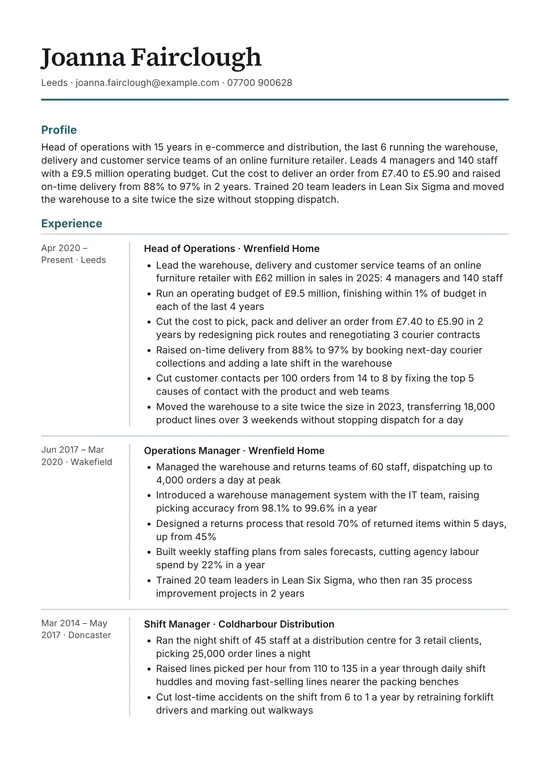 Joanna Fairclough
Leeds · joanna.fairclough@example.com · 07700 900628
Profile
Head of operations with 15 years in e-commerce and distribution, the last 6 running the warehouse,
delivery and customer service teams of an online furniture retailer. Leads 4 managers and 140 staff
with a £9.5 million operating budget. Cut the cost to deliver an order from £7.40 to £5.90 and raised
on-time delivery from 88% to 97% in 2 years. Trained 20 team leaders in Lean Six Sigma and moved
the warehouse to a site twice the size without stopping dispatch.
Experience
Apr 2020 –
Present · Leeds
Head of Operations · Wrenfield Home
• Lead the warehouse, delivery and customer service teams of an online
furniture retailer with £62 million in sales in 2025: 4 managers and 140 staff
• Run an operating budget of £9.5 million, finishing within 1% of budget in
each of the last 4 years
• Cut the cost to pick, pack and deliver an order from £7.40 to £5.90 in 2
years by redesigning pick routes and renegotiating 3 courier contracts
• Raised on-time delivery from 88% to 97% by booking next-day courier
collections and adding a late shift in the warehouse
• Cut customer contacts per 100 orders from 14 to 8 by fixing the top 5
causes of contact with the product and web teams
• Moved the warehouse to a site twice the size in 2023, transferring 18,000
product lines over 3 weekends without stopping dispatch for a day
Jun 2017 – Mar
2020 · Wakefield
Operations Manager · Wrenfield Home
• Managed the warehouse and returns teams of 60 staff, dispatching up to
4,000 orders a day at peak
• Introduced a warehouse management system with the IT team, raising
picking accuracy from 98.1% to 99.6% in a year
• Designed a returns process that resold 70% of returned items within 5 days,
up from 45%
• Built weekly staffing plans from sales forecasts, cutting agency labour
spend by 22% in a year
• Trained 20 team leaders in Lean Six Sigma, who then ran 35 process
improvement projects in 2 years
Mar 2014 – May
2017 · Doncaster
Shift Manager · Coldharbour Distribution
• Ran the night shift of 45 staff at a distribution centre for 3 retail clients,
picking 25,000 order lines a night
• Raised lines picked per hour from 110 to 135 in a year through daily shift
huddles and moving fast-selling lines nearer the packing benches
• Cut lost-time accidents on the shift from 6 to 1 a year by retraining forklift
drivers and marking out walkways